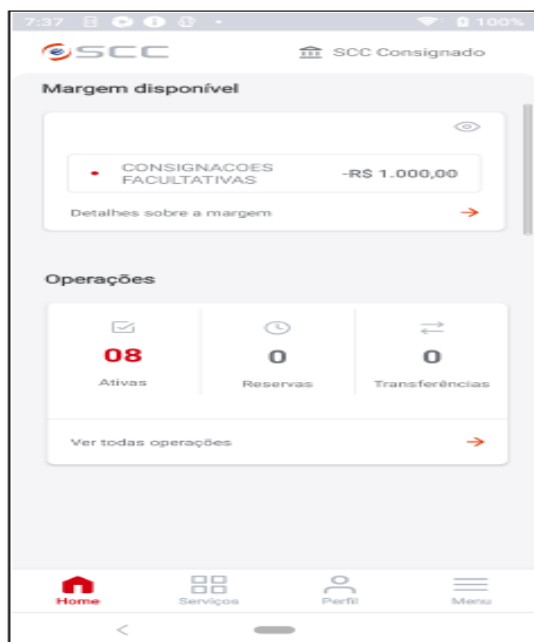 7:37 100%
SCC SCC Consignado
Margem disponível
CONSIGNACOES
FACULTATIVAS -R$ 1.000,00
Detalhes sobre a margem
Operações
08 0 0
Ativas Reservas Transferências
Ver todas operações
Home Serviços Perfil Menu